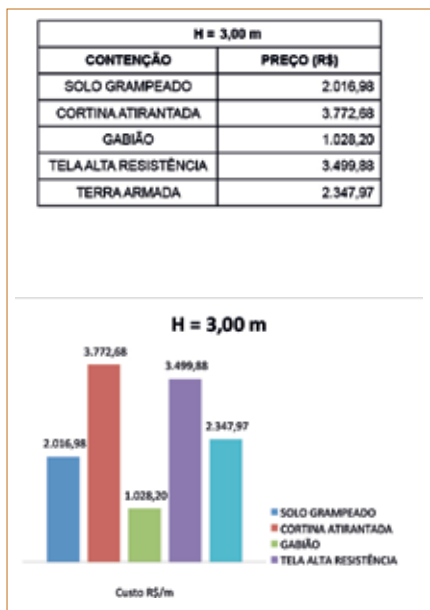 H = 3,00 m
CONTENÇÃO PREÇO (R$)
SOLO GRAMPEADO 2.016,98
CORTINA ATIRANTADA 3.772,68
GABIÃO 1.028,20
TELA ALTA RESISTÊNCIA 3.499,88
TERRA ARMADA 2.347,97
H = 3,00 m
3.772,68
3.499,88
2.347,97
2.016,98
1.028,20
SOLO GRAMPEADO
CORTINA ATIRANTADA
GABIÃO
TELA ALTA RESISTÊNCIA
Custo R$/m